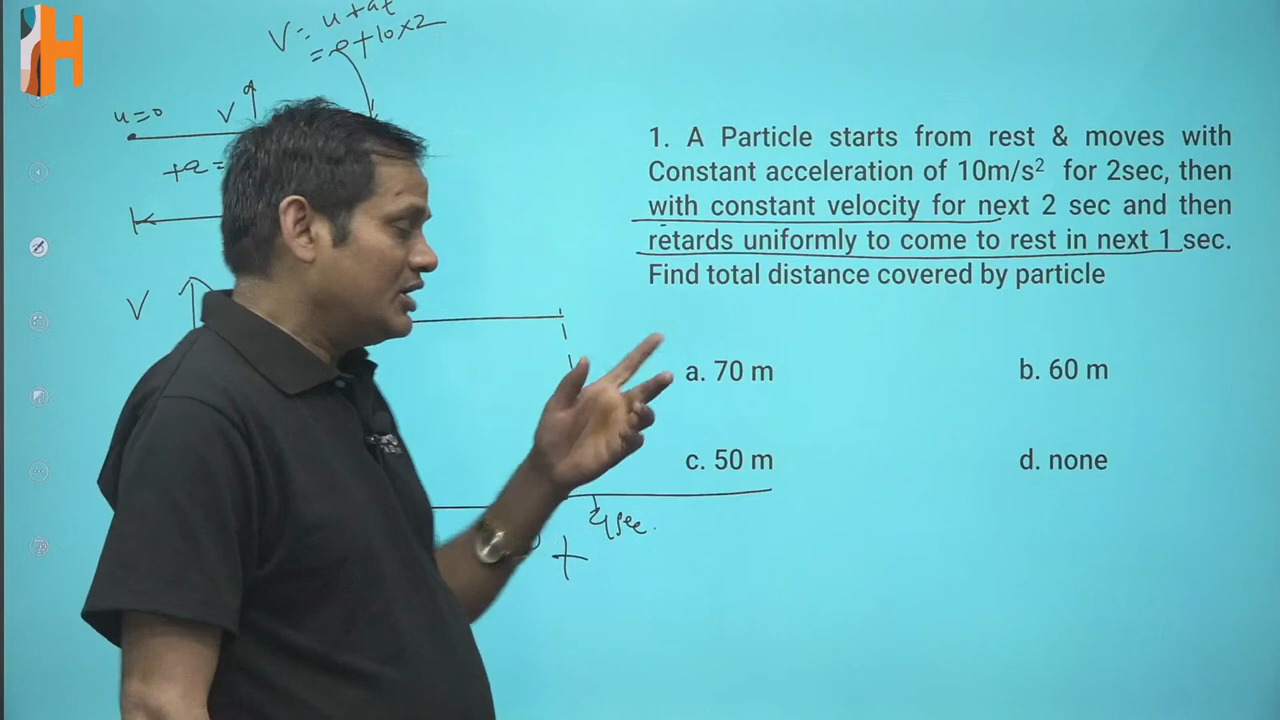 V = u + at
= 0 + 10 × 2
u = 0
V
+a =
V
1. A Particle starts from rest & moves with
Constant acceleration of 10m/s² for 2sec, then
with constant velocity for next 2 sec and then
retards uniformly to come to rest in next 1 sec.
Find total distance covered by particle
a. 70 m
b. 60 m
c. 50 m
d. none
4sec.
H